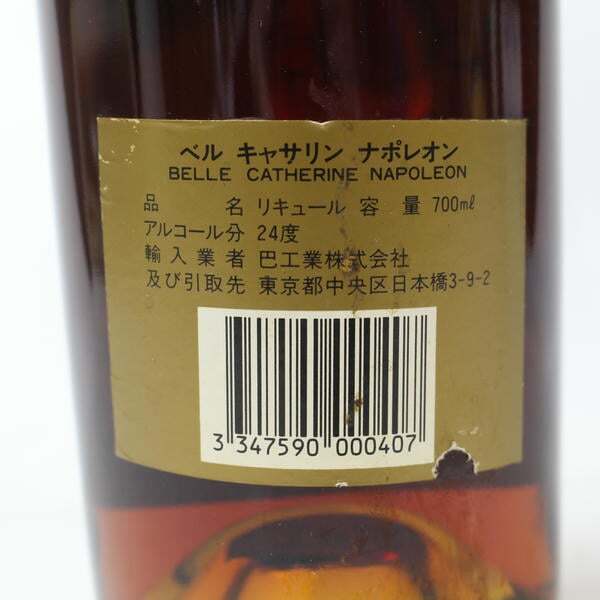 ベル キャサリン ナポレオン
BELLE CATHERINE NAPOLEON
品 名 リキュール 容 量 700mℓ
アルコール分 24度
輸入業者 巴工業株式会社
及び引取先 東京都中央区日本橋3-9-2
3 347590 000407